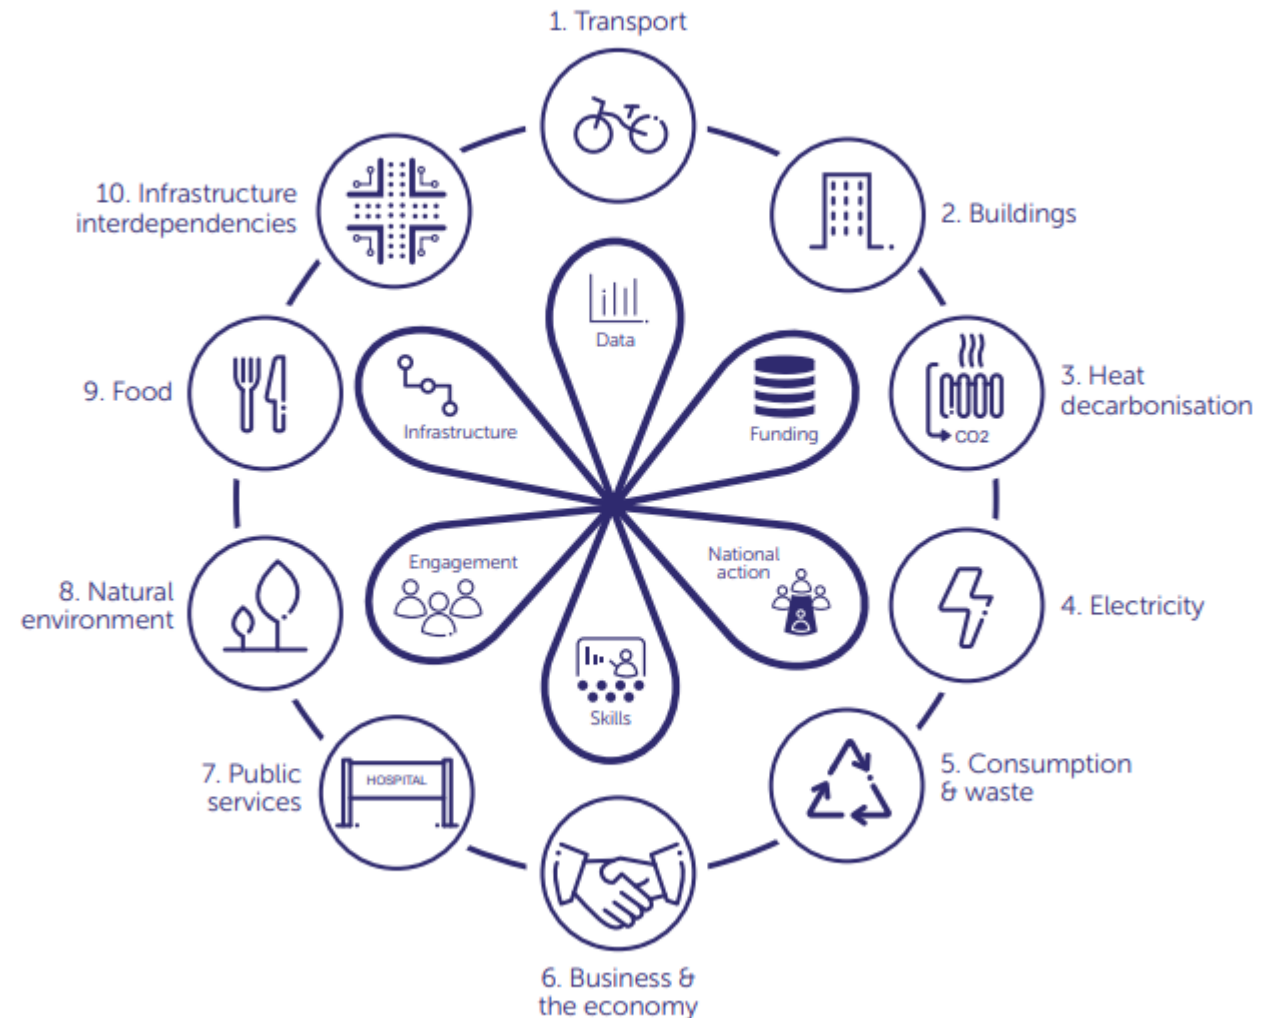 1. Transport
2. Buildings
3. Heat
decarbonisation
CO2
4. Electricity
5. Consumption
& waste
6. Business &
the economy
7. Public
services
HOSPITAL
8. Natural
environment
9. Food
10. Infrastructure
interdependencies
Data
Funding
National
action
Skills
Engagement
Infrastructure